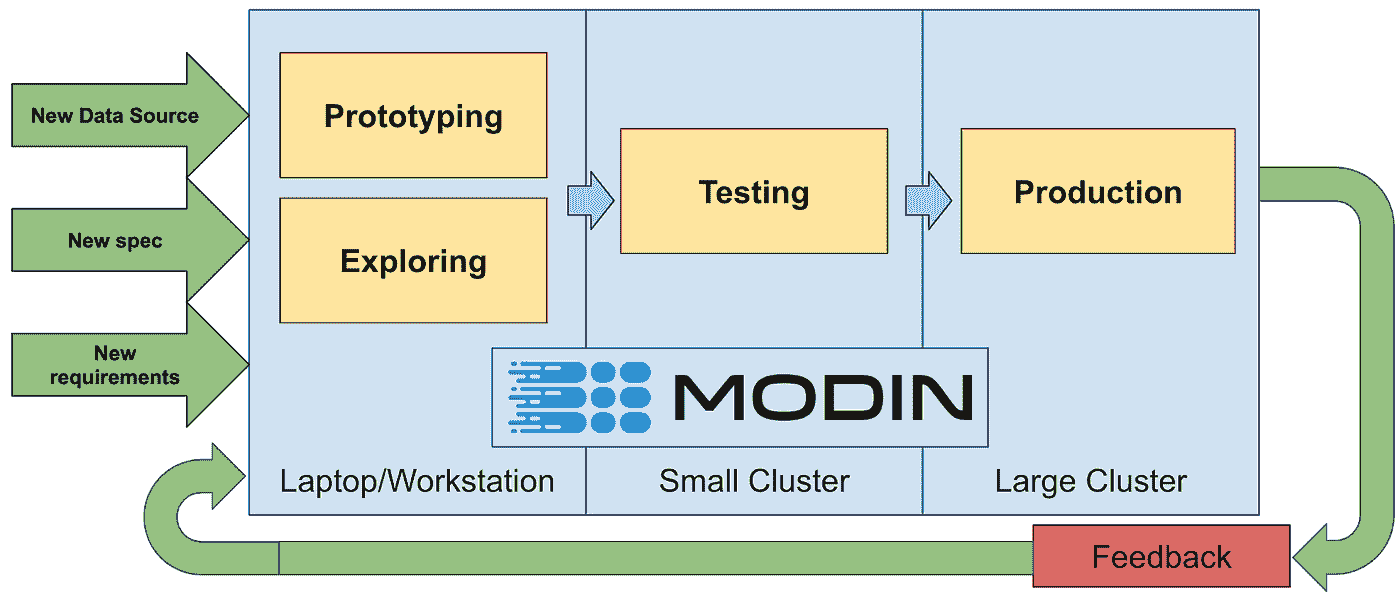 New Data Source
New spec
New
requirements
Prototyping
Exploring
Testing
Production
MODIN
Laptop/Workstation
Small Cluster
Large Cluster
Feedback